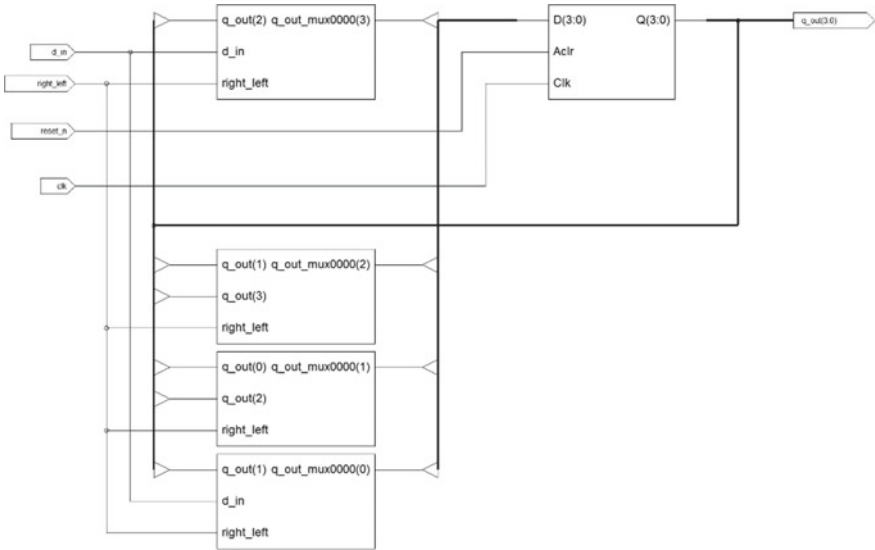 q_out(2) q_out_mux0000(3)
d_in
right_left
D(3:0) Q(3:0)
Aclr
Clk
q_out(3:0)
d_in
right_left
reset_n
clk
q_out(1) q_out_mux0000(2)
q_out(3)
right_left
q_out(0) q_out_mux0000(1)
q_out(2)
right_left
q_out(1) q_out_mux0000(0)
d_in
right_left